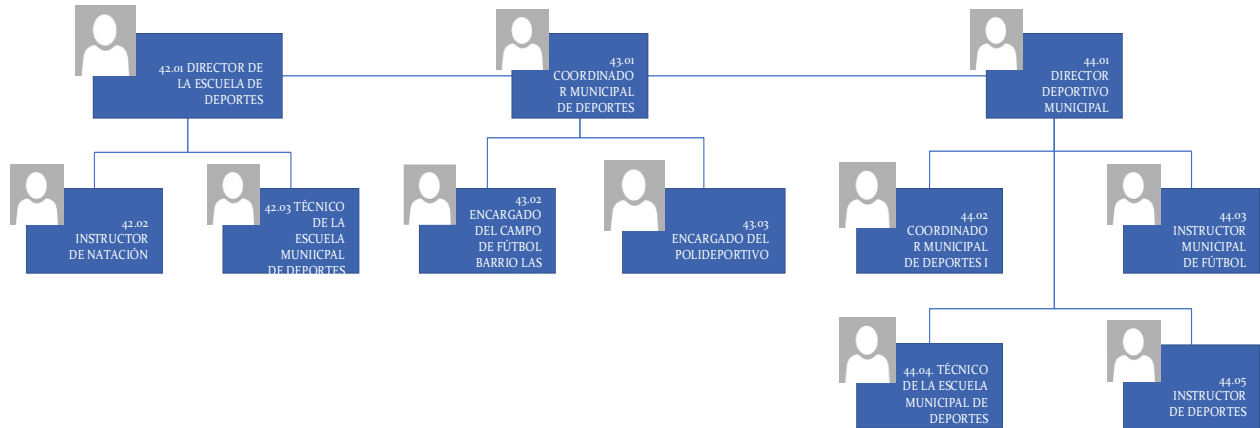 42.01 DIRECTOR DE
LA ESCUELA DE
DEPORTES
43.01
COORDINADO
R MUNICIPAL
DE DEPORTES
44.01
DIRECTOR
DEPORTIVO
MUNICIPAL
42.02
INSTRUCTOR
DE NATACIÓN
42.03 TÉCNICO
DE LA
ESCUELA
MUNIICPAL
DE DEPORTES
43.02
ENCARGADO
DEL CAMPO
DE FÚTBOL
BARRIO LAS
43.03
ENCARGADO DEL
POLIDEPORTIVO
44.02
COORDINADO
R MUNICIPAL
DE DEPORTES I
44.03
INSTRUCTOR
MUNICIPAL
DE FÚTBOL
44.04. TÉCNICO
DE LA ESCUELA
MUNICIPAL DE
DEPORTES
44.05
INSTRUCTOR
DE DEPORTES